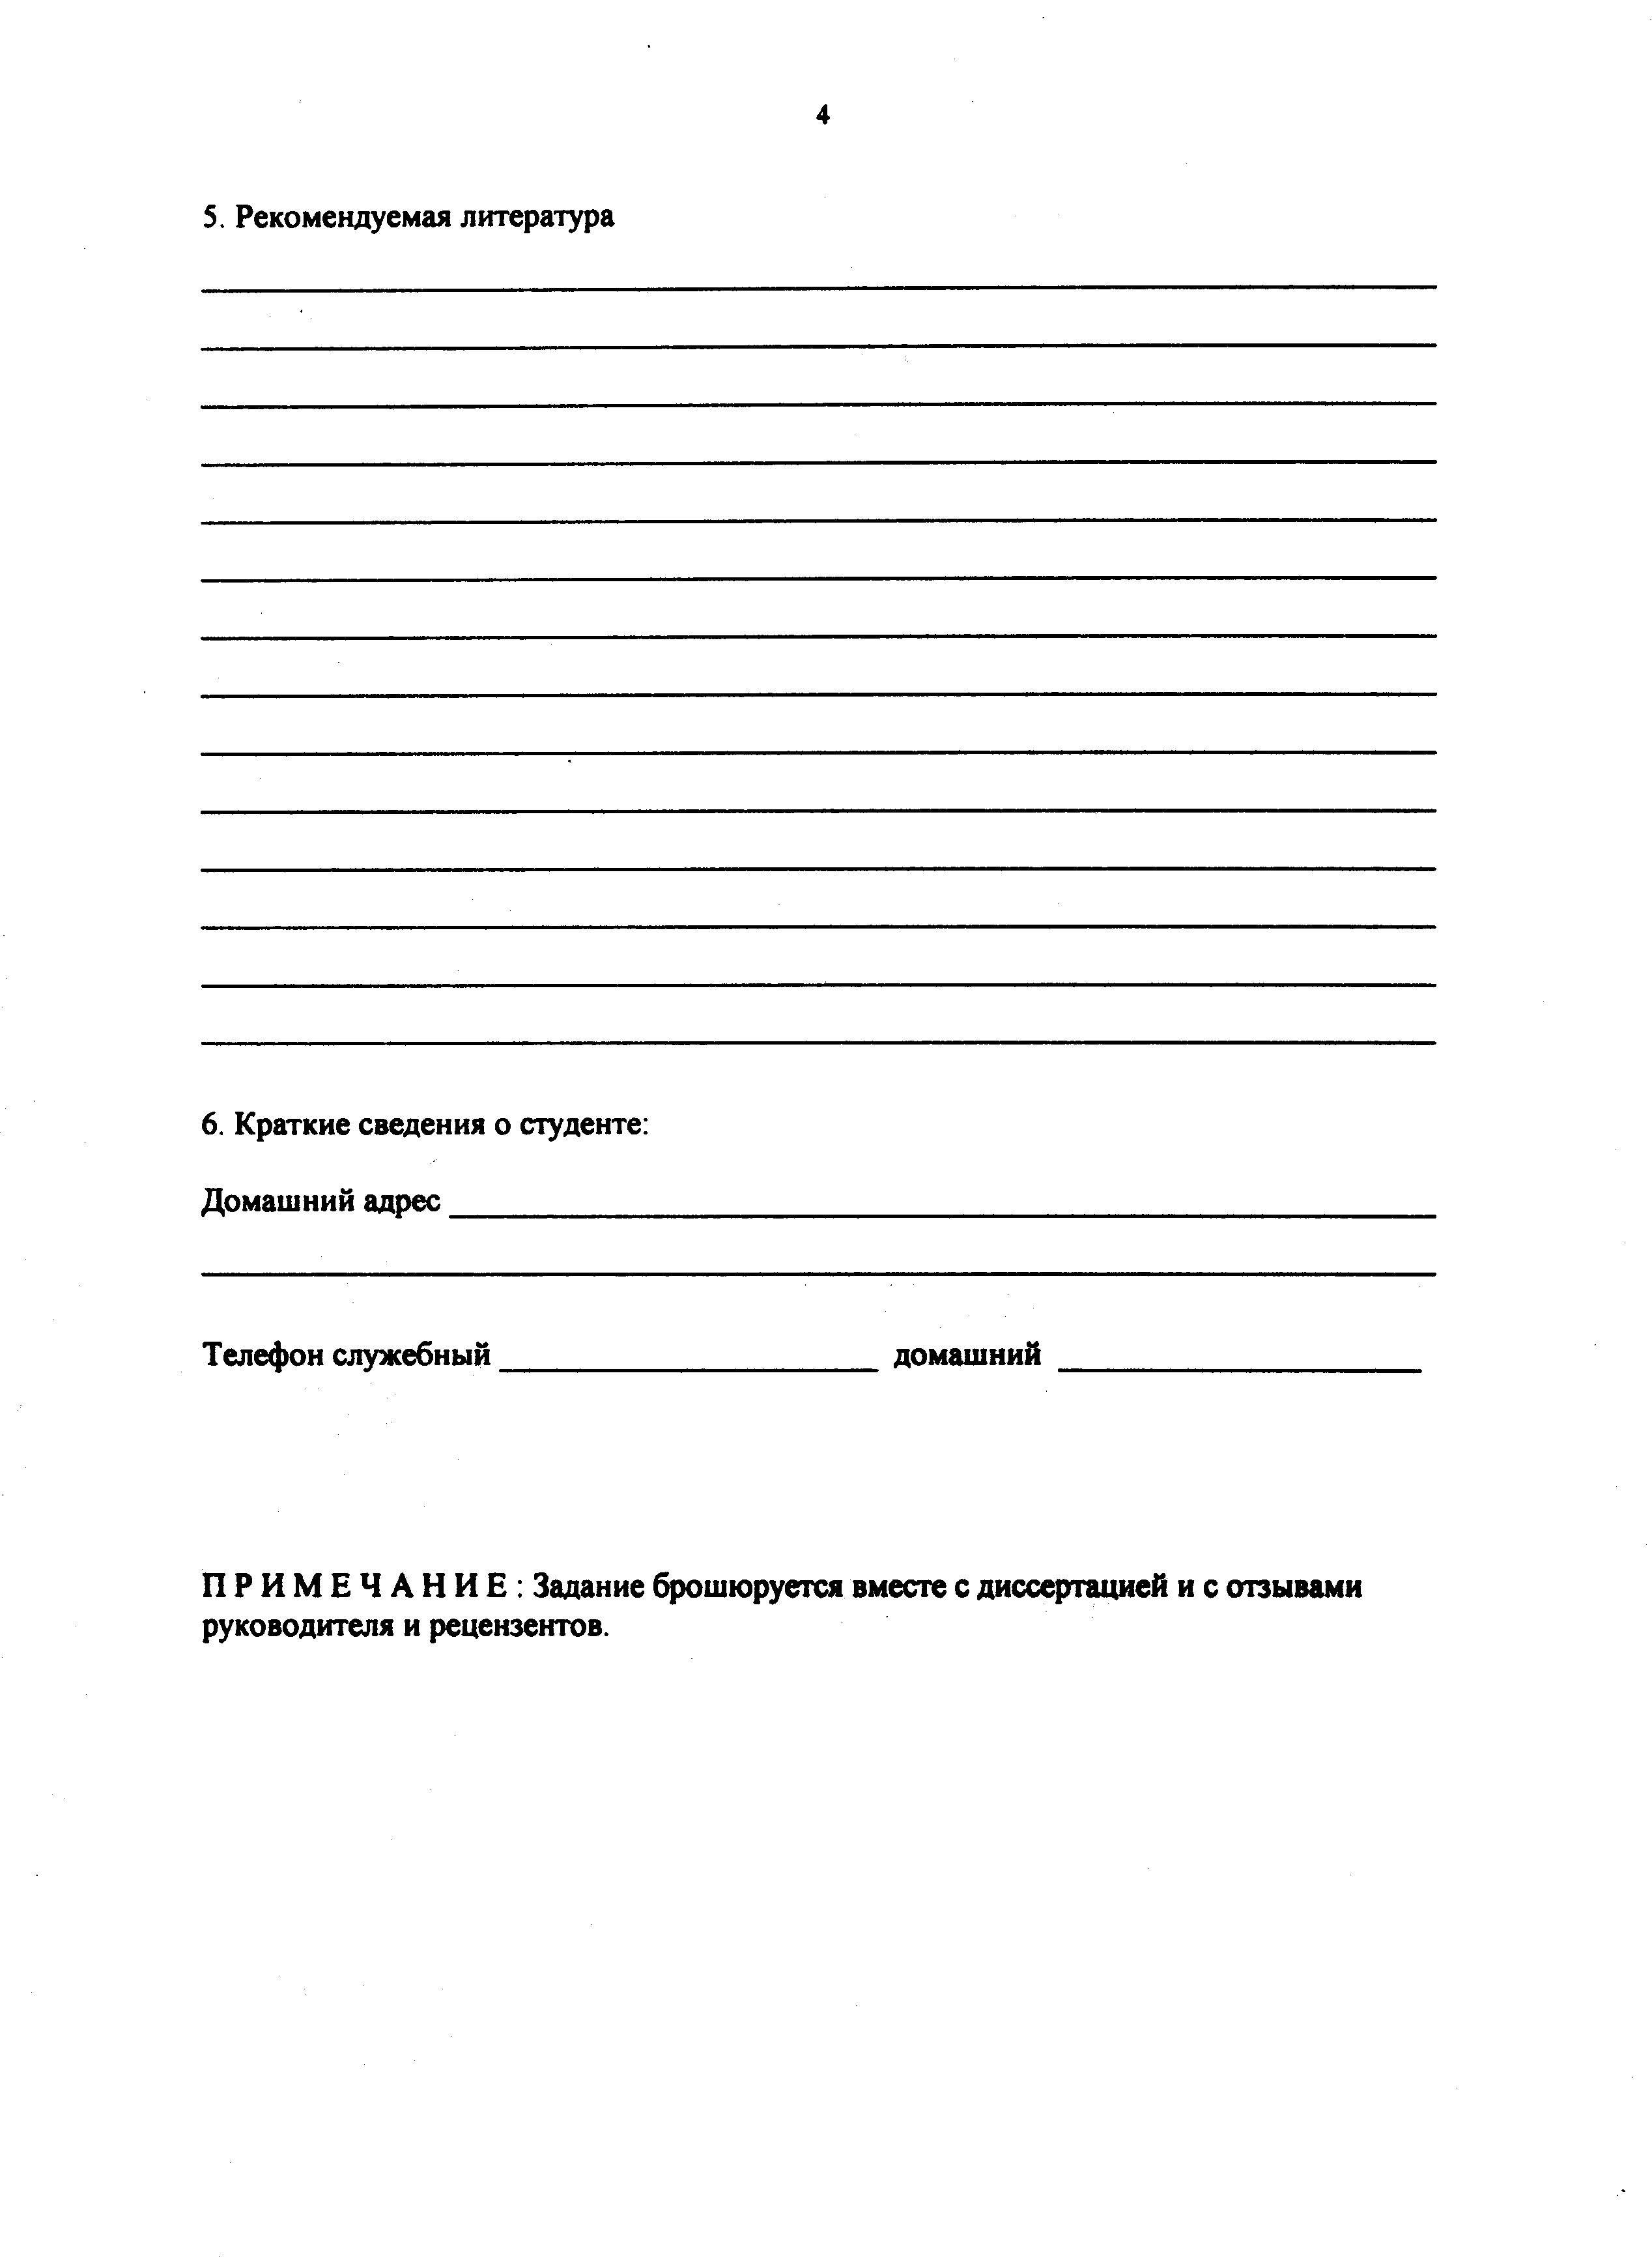 4
5. Рекомендуемая литература
6. Краткие сведения о студенте:
Домашний адрес
Телефон служебный домашний
П Р И М Е Ч А Н И Е : Задание брошюруется вместе с диссертацией и с отзывами
руководителя и рецензентов.